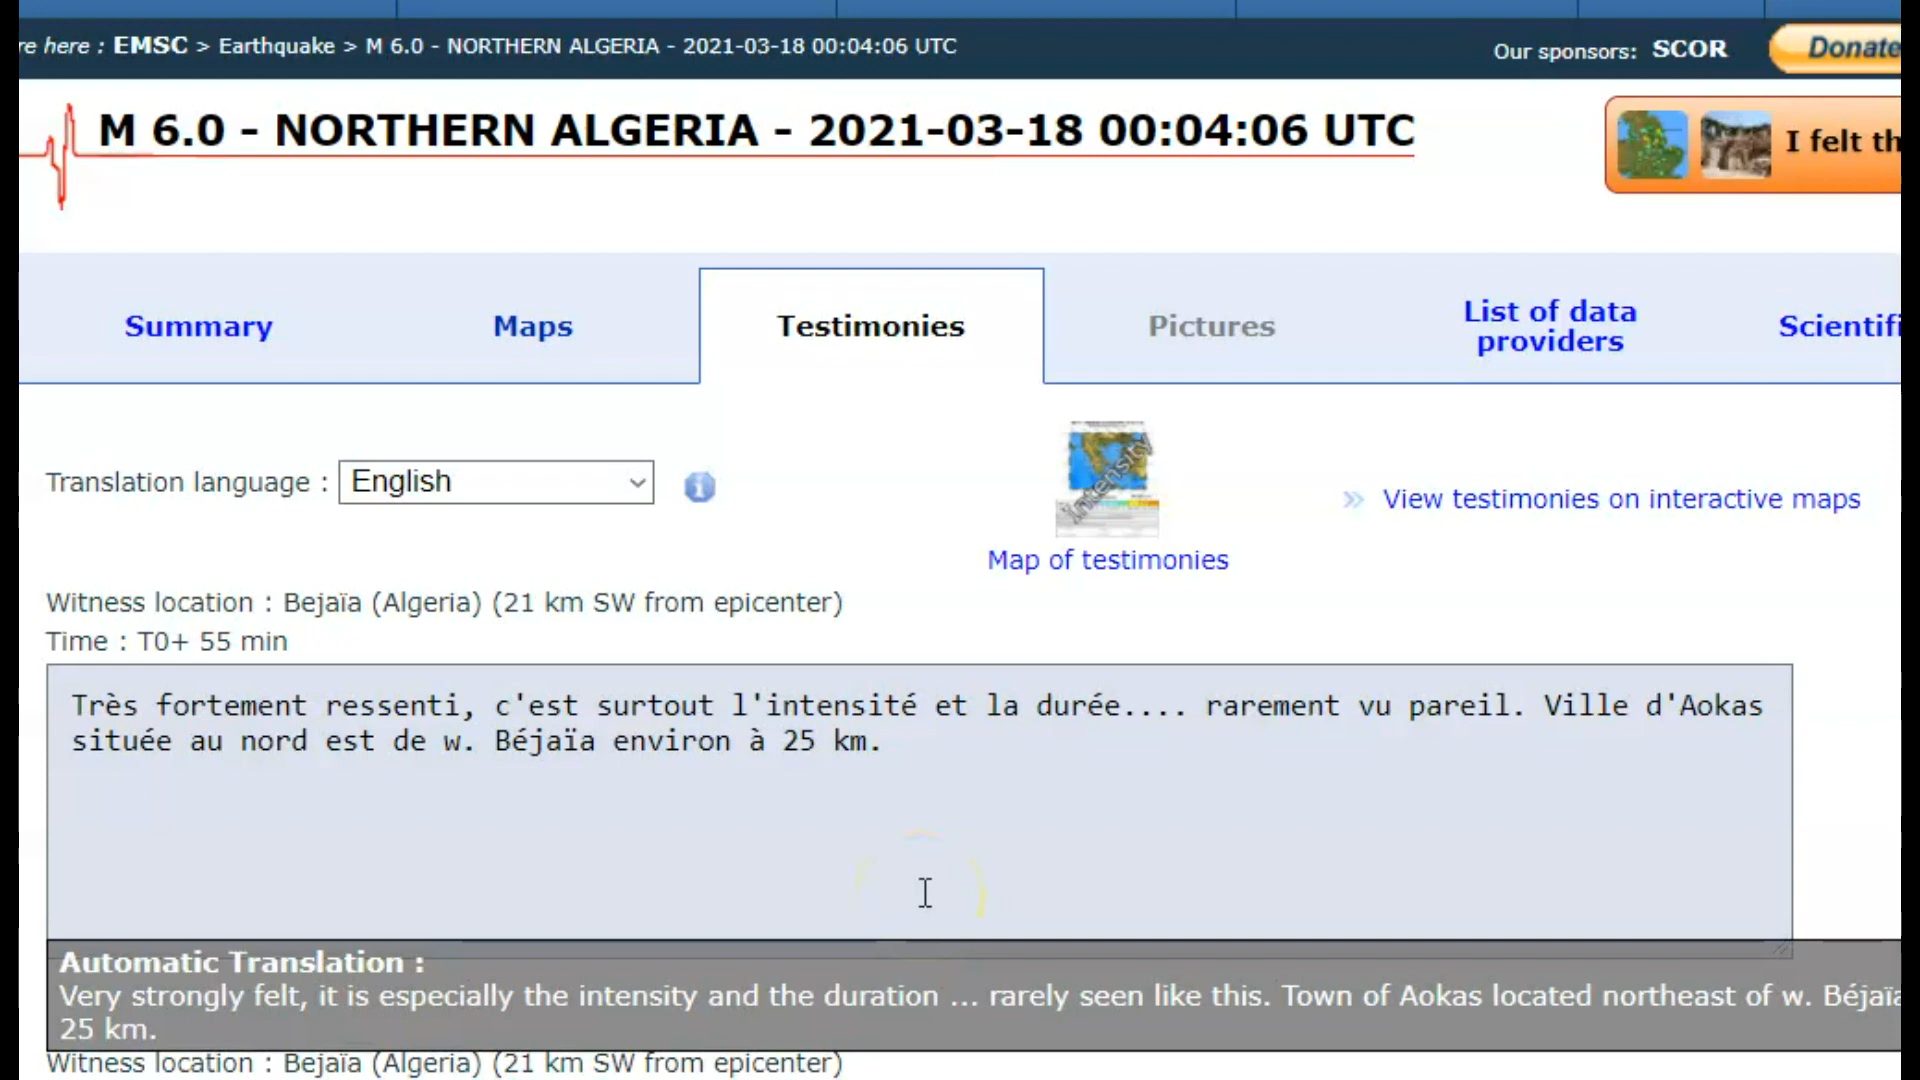 re here : EMSC > Earthquake > M 6.0 - NORTHERN ALGERIA - 2021-03-18 00:04:06 UTC
Our sponsors: SCOR
Donate
M 6.0 - NORTHERN ALGERIA - 2021-03-18 00:04:06 UTC
I felt th
Summary
Maps
Testimonies
Pictures
List of data
providers
Scientifi
Translation language :
English
Intensity
Map of testimonies
View testimonies on interactive maps
Witness location : Bejaïa (Algeria) (21 km SW from epicenter)
Time : T0+ 55 min
Très fortement ressenti, c'est surtout l'intensité et la durée.... rarement vu pareil. Ville d'Aokas
située au nord est de w. Béjaïa environ à 25 km.
Automatic Translation :
Very strongly felt, it is especially the intensity and the duration ... rarely seen like this. Town of Aokas located northeast of w. Béjaïa
25 km.
Witness location : Bejaïa (Algeria) (21 km SW from epicenter)